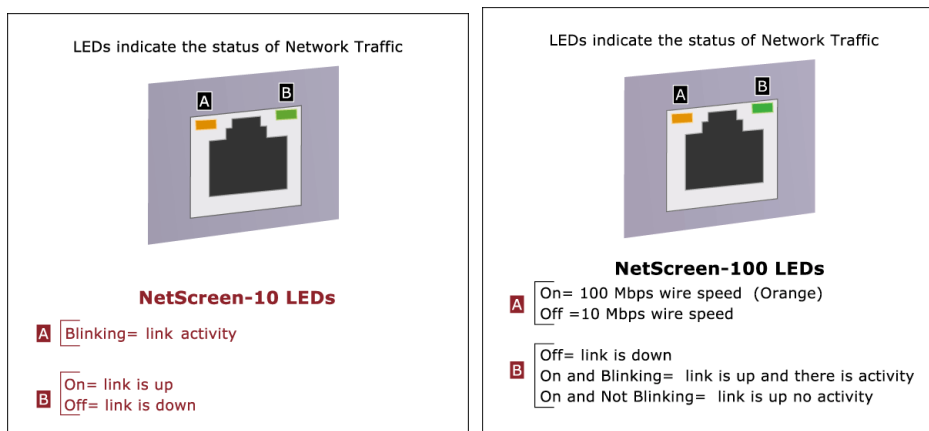 LEDs indicate the status of Network Traffic
A
B
NetScreen-10 LEDs
A Blinking= link activity
B On= link is up
Off= link is down
LEDs indicate the status of Network Traffic
A
B
NetScreen-100 LEDs
A On= 100 Mbps wire speed (Orange)
Off =10 Mbps wire speed
B Off= link is down
On and Blinking= link is up and there is activity
On and Not Blinking= link is up no activity